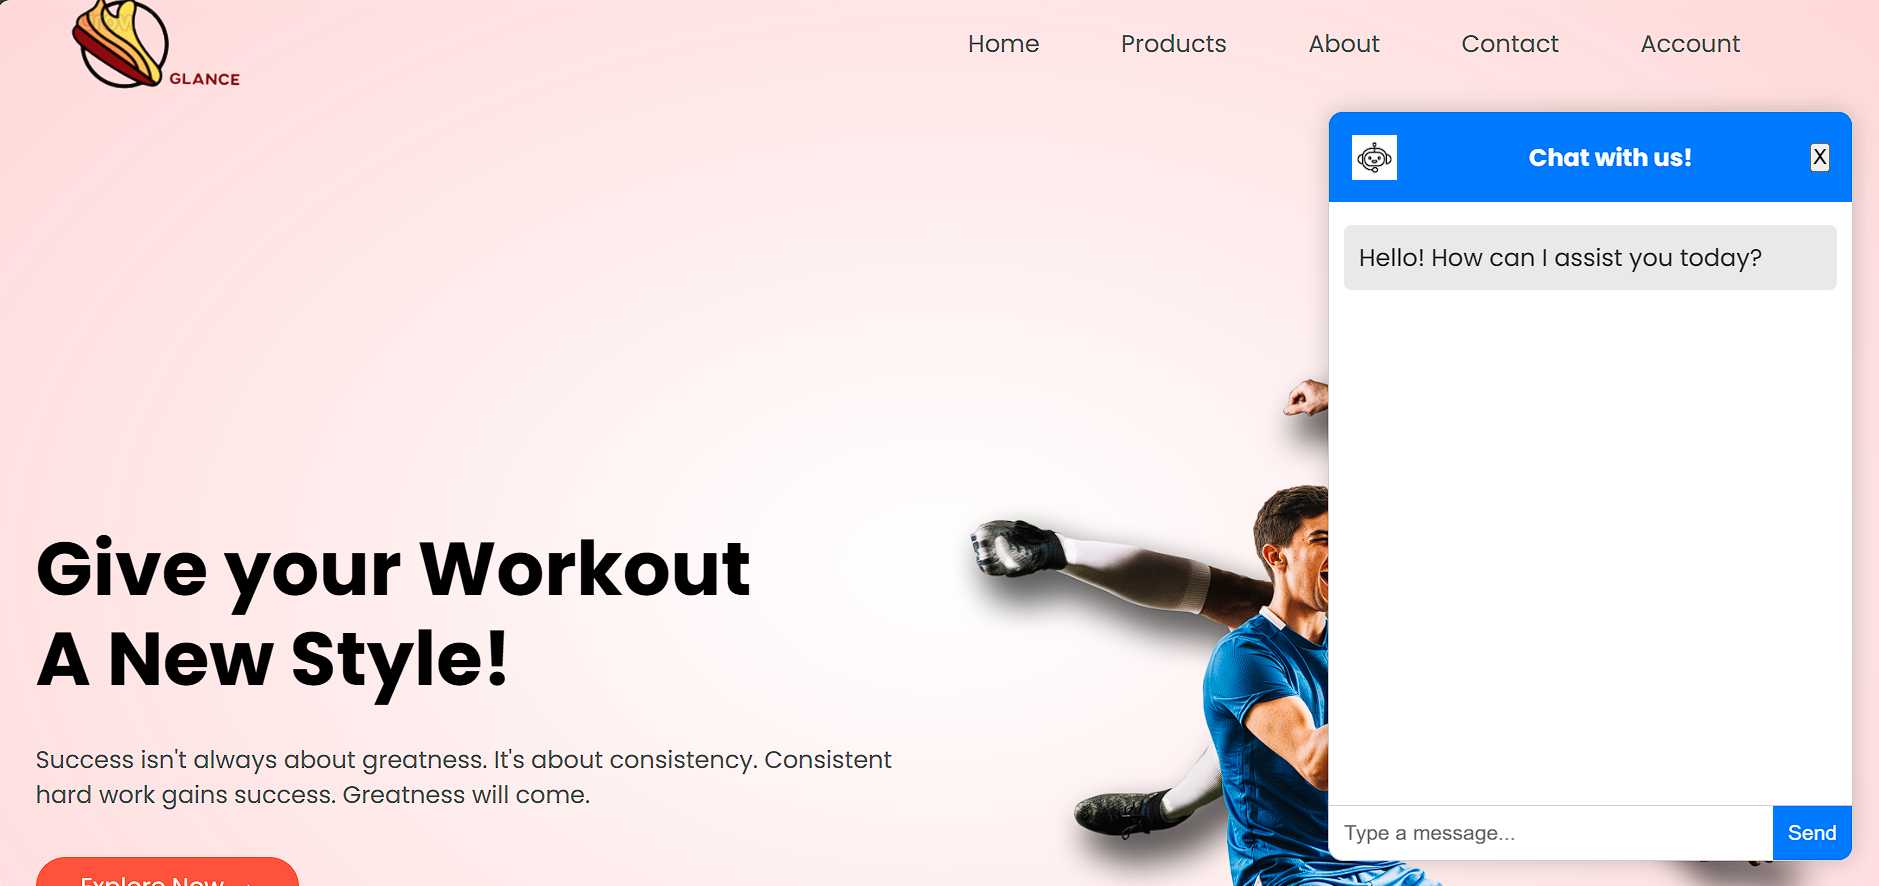 GLANCE
Home
Products
About
Contact
Account
Chat with us!
X
Hello! How can I assist you today?
Give your Workout
A New Style!
Success isn't always about greatness. It's about consistency. Consistent
hard work gains success. Greatness will come.
Explore Now
Type a message...
Send